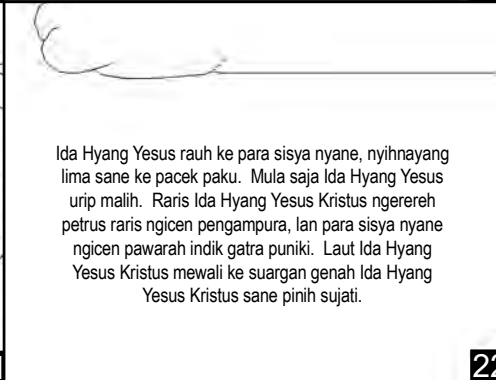 Ida Hyang Yesus rauh ke para sisya nyane, nyihnayang
lima sane ke pacek paku. Mula saja Ida Hyang Yesus
urip malih. Raris Ida Hyang Yesus Kristus ngerereh
petrus raris ngicen pengampura, lan para sisya nyane
ngicen pawarah indik gatra puniki. Laut Ida Hyang
Yesus Kristus mewali ke suargan genah Ida Hyang
Yesus Kristus sane pinih sujati.
22